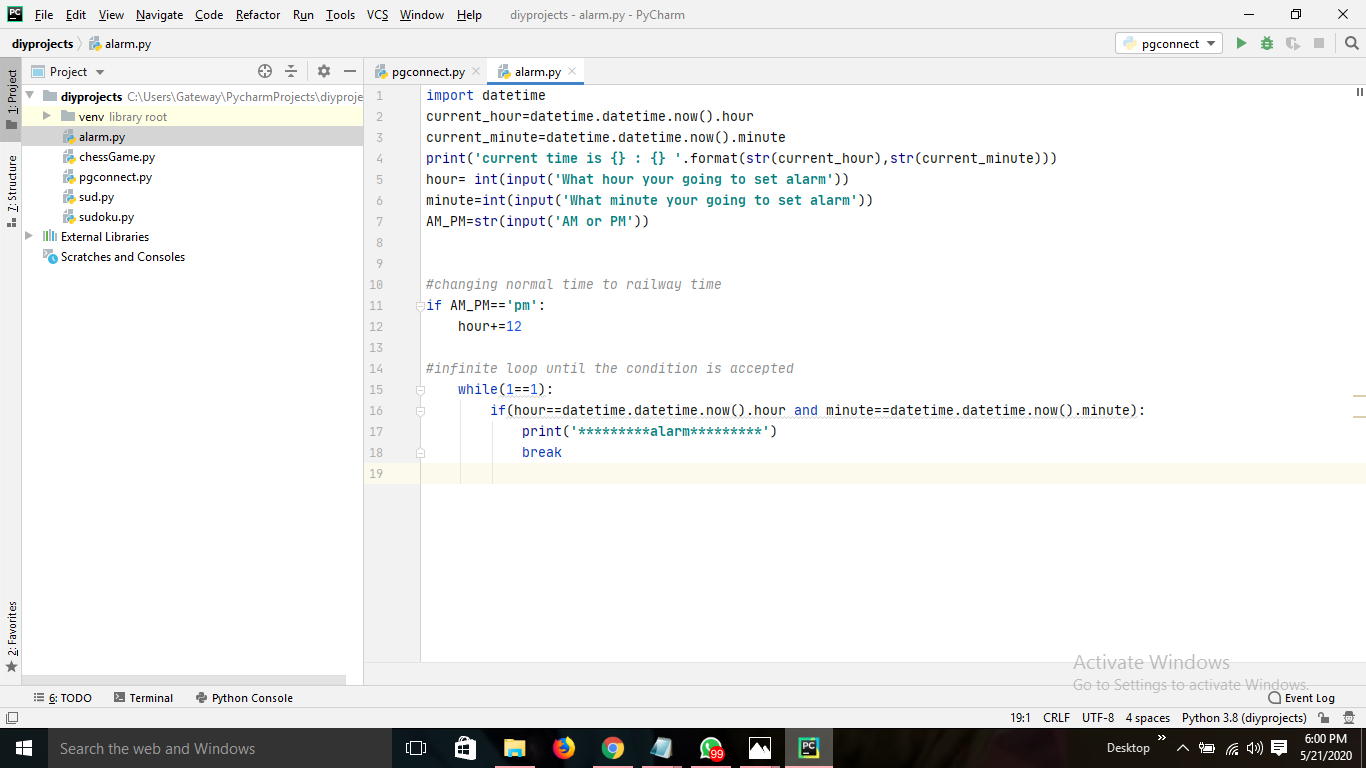 PC File Edit View Navigate Code Refactor Run Tools VCS Window Help diyprojects - alarm.py - PyCharm
diyprojects alarm.py pgconnect
1: Project
Project
pgconnect.py alarm.py
diyprojects C:\Users\Gateway\PycharmProjects\diyproje
venv library root
alarm.py
chessGame.py
pgconnect.py
sud.py
sudoku.py
External Libraries
Scratches and Consoles
7: Structure
2: Favorites
1 import datetime
2 current_hour=datetime.datetime.now().hour
3 current_minute=datetime.datetime.now().minute
4 print('current time is {} : {} '.format(str(current_hour),str(current_minute)))
5 hour= int(input('What hour your going to set alarm'))
6 minute=int(input('What minute your going to set alarm'))
7 AM_PM=str(input('AM or PM'))
8
9
10 #changing normal time to railway time
11 if AM_PM=='pm':
12 hour+=12
13
14 #infinite loop until the condition is accepted
15 while(1==1):
16 if(hour==datetime.datetime.now().hour and minute==datetime.datetime.now().minute):
17 print('*********alarm*********')
18 break
19
Activate Windows
Go to Settings to activate Windows.
6: TODO Terminal Python Console Event Log
19:1 CRLF UTF-8 4 spaces Python 3.8 (diyprojects)
Search the web and Windows 99 PC Desktop 6:00 PM
5/21/2020